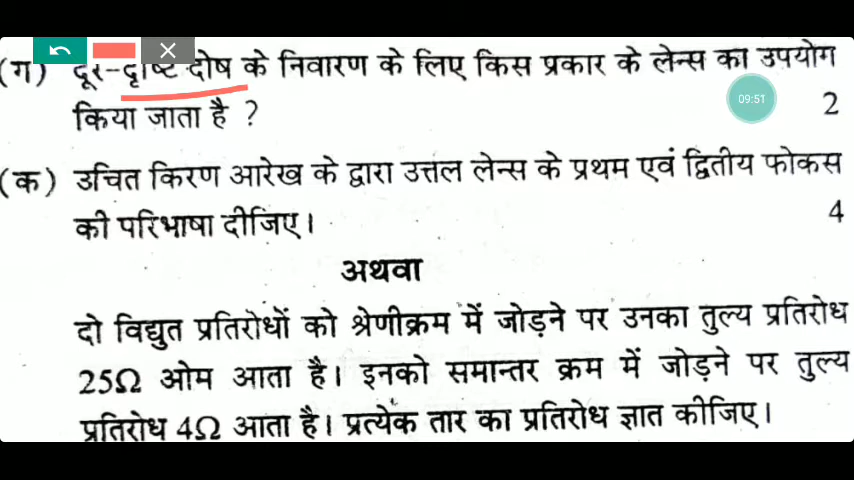 (ग) दूर-दृष्टि दोष के निवारण के लिए किस प्रकार के लेन्स का उपयोग
09:51
किया जाता है ? 2
(क) उचित किरण आरेख के द्वारा उत्तल लेन्स के प्रथम एवं द्वितीय फोकस
की परिभाषा दीजिए। 4
अथवा
दो विद्युत प्रतिरोधों को श्रेणीक्रम में जोड़ने पर उनका तुल्य प्रतिरोध
25Ω ओम आता है। इनको समान्तर क्रम में जोड़ने पर तुल्य
प्रतिरोध 4Ω आता है। प्रत्येक तार का प्रतिरोध ज्ञात कीजिए।